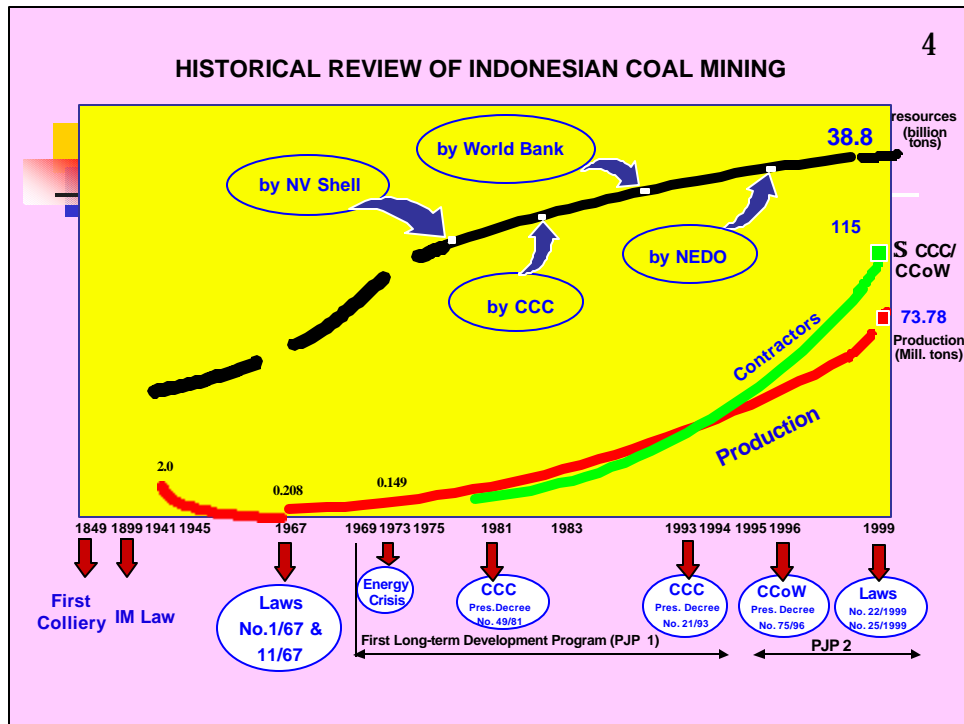 4
HISTORICAL REVIEW OF INDONESIAN COAL MINING
resources
(billion
tons)
38.8
by World Bank
by NV Shell
by NEDO
by CCC
115
S CCC/
CCoW
73.78
Production
(Mill. tons)
Contractors
Production
2.0
0.208
0.149
1849 1899 1941 1945 1967 1969 1973 1975 1981 1983 1993 1994 1995 1996 1999
First
Colliery
IM Law
Laws
No.1/67 &
11/67
Energy
Crisis
CCC
Pres.Decree
No. 49/81
CCC
Pres. Decree
No. 21/93
CCoW
Pres. Decree
No. 75/96
Laws
No. 22/1999
No. 25/1999
First Long-term Development Program (PJP 1)
PJP 2